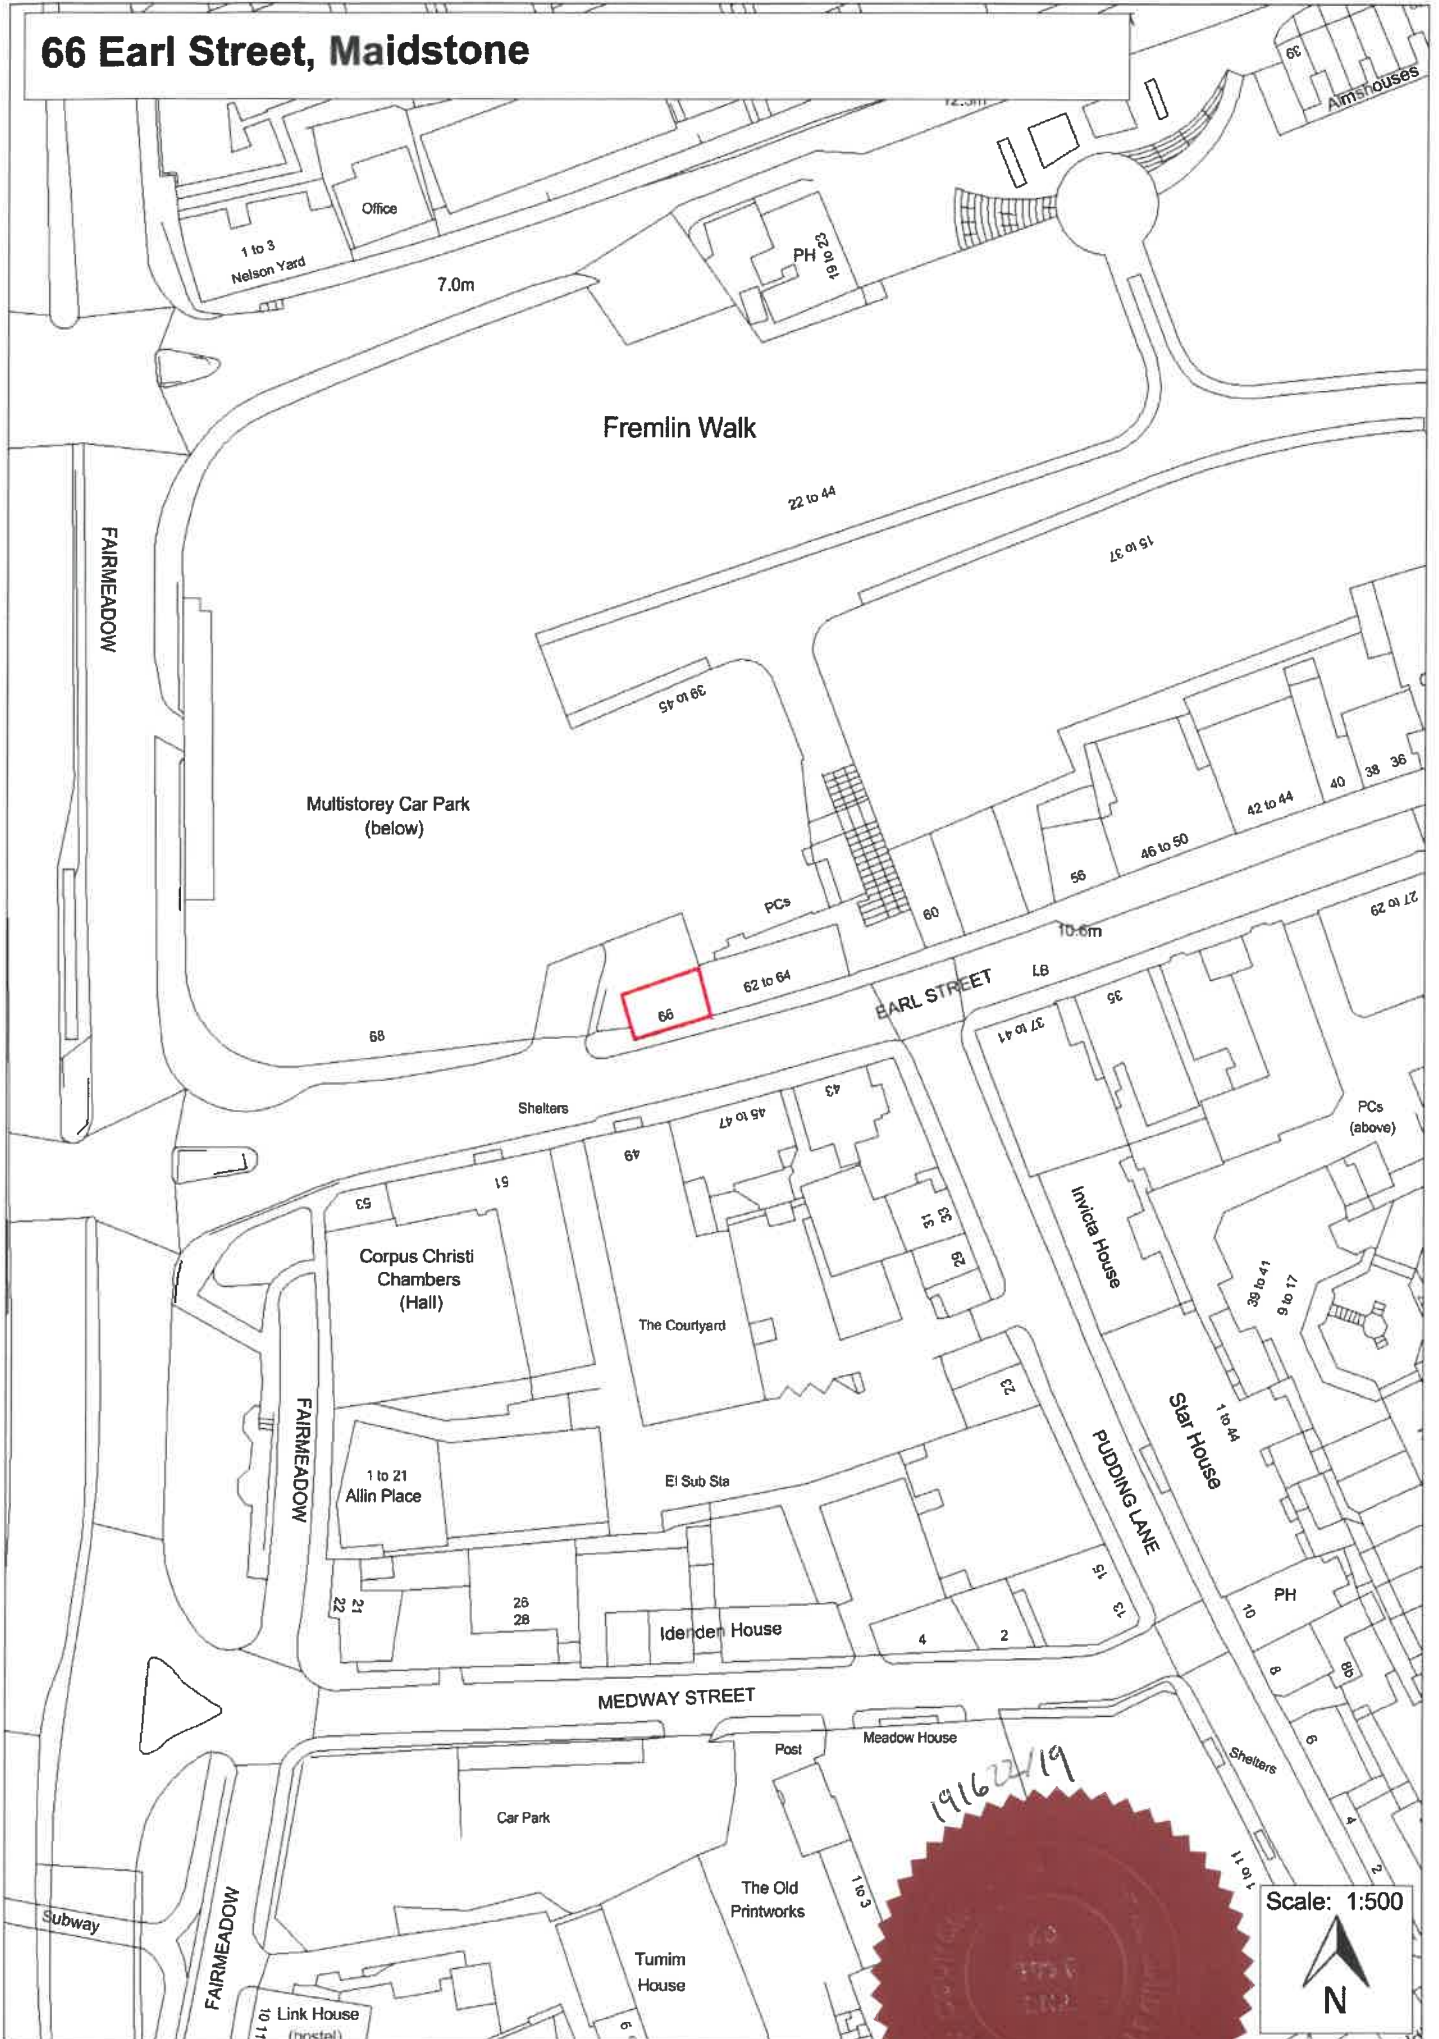 66 Earl Street, Maidstone
12.5m
39
Almshouses
Office
1 to 3
Nelson Yard
7.0m
PH
19 to 23
Fremlin Walk
22 to 44
15 to 37
FAIRMEADOW
39 to 45
Multistorey Car Park
(below)
PCs
60
56
46 to 50
42 to 44
40
38
36
10.6m
27 to 29
62 to 64
66
68
EARL STREET
87
37 to 41
35
Shelters
43
45 to 47
49
51
53
PCs
(above)
Corpus Christi
Chambers
(Hall)
The Courtyard
31
33
29
Invicta House
39 to 41
9 to 17
23
FAIRMEADOW
1 to 21
Allin Place
El Sub Sta
PUDDING LANE
Star House
1 to 44
15
13
PH
10
22
21
26
28
Idenden House
4
2
8
8b
MEDWAY STREET
Meadow House
Post
Shelters
6
4
2
191622/19
Car Park
The Old
Printworks
1 to 3
1 to 11
Subway
FAIRMEADOW
Tumim
House
Link House
(hostel)
10 11
Scale: 1:500
N